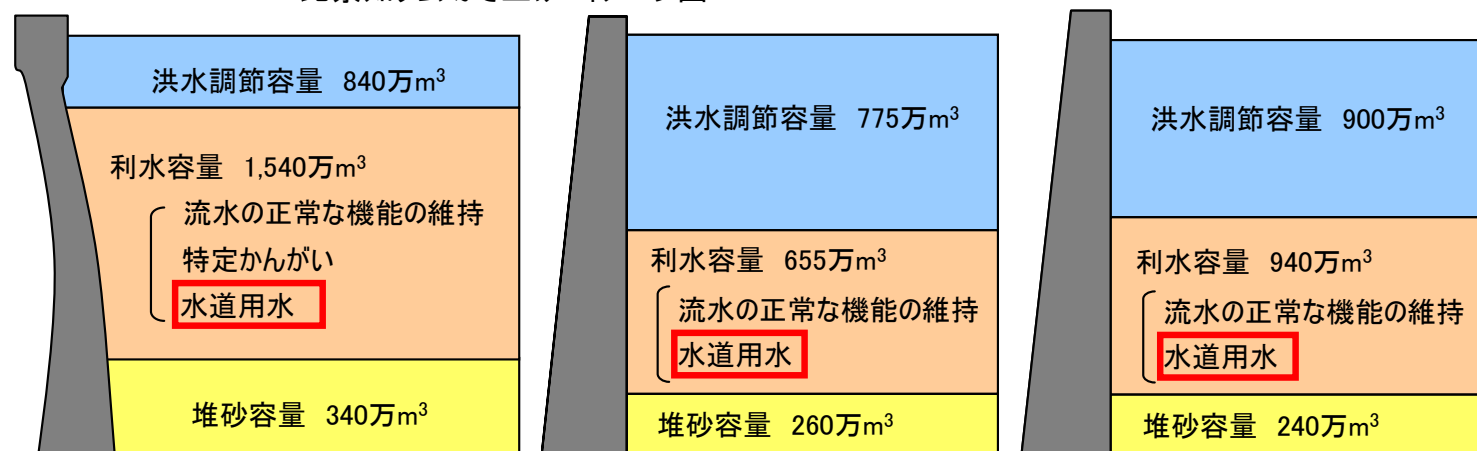 洪水調節容量 840万m³
利水容量 1,540万m³
流水の正常な機能の維持
特定かんがい
水道用水
堆砂容量 340万m³
洪水調節容量 775万m³
利水容量 655万m³
流水の正常な機能の維持
水道用水
堆砂容量 260万m³
洪水調節容量 900万m³
利水容量 940万m³
流水の正常な機能の維持
水道用水
堆砂容量 240万m³